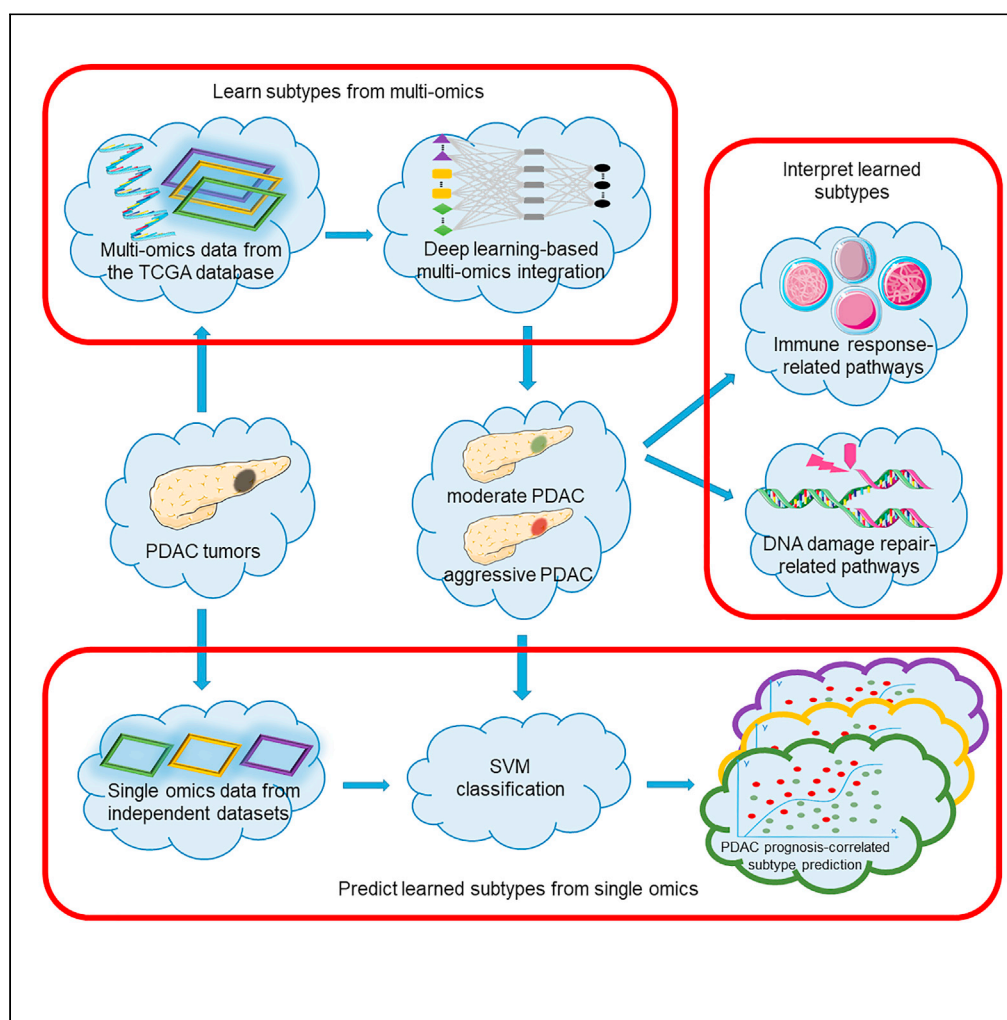 Learn subtypes from multi-omics
Multi-omics data from
the TCGA database
Deep learning-based
multi-omics integration
Interpret learned
subtypes
Immune response-
related pathways
PDAC tumors
moderate PDAC
aggressive PDAC
DNA damage repair-
related pathways
Single omics data from
independent datasets
SVM
classification
Y
Y
Y
X
PDAC prognosis-correlated
subtype prediction
Predict learned subtypes from single omics